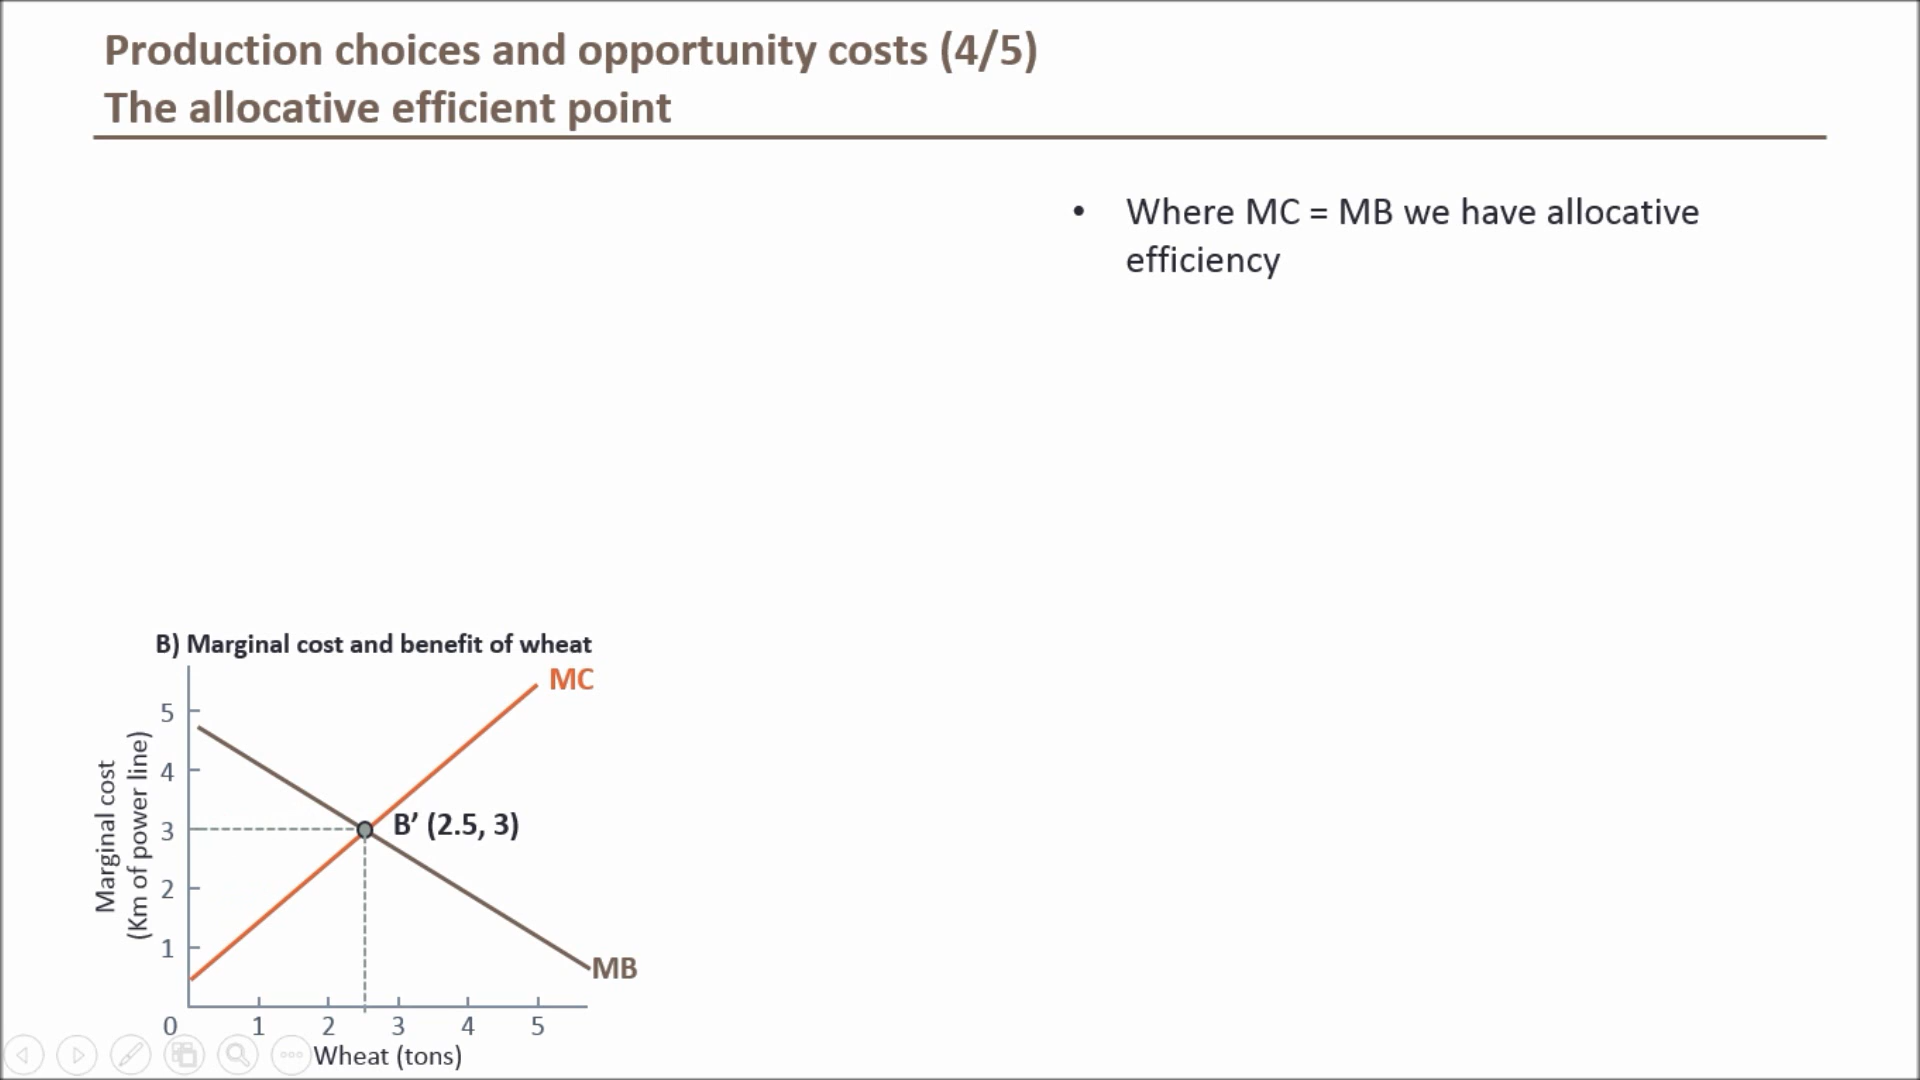 Production choices and opportunity costs (4/5)
The allocative efficient point
• Where MC = MB we have allocative
efficiency
B) Marginal cost and benefit of wheat
MC
5
4
3
2
1
Marginal cost
(Km of power line)
B’ (2.5, 3)
MB
0 1 2 3 4 5
Wheat (tons)